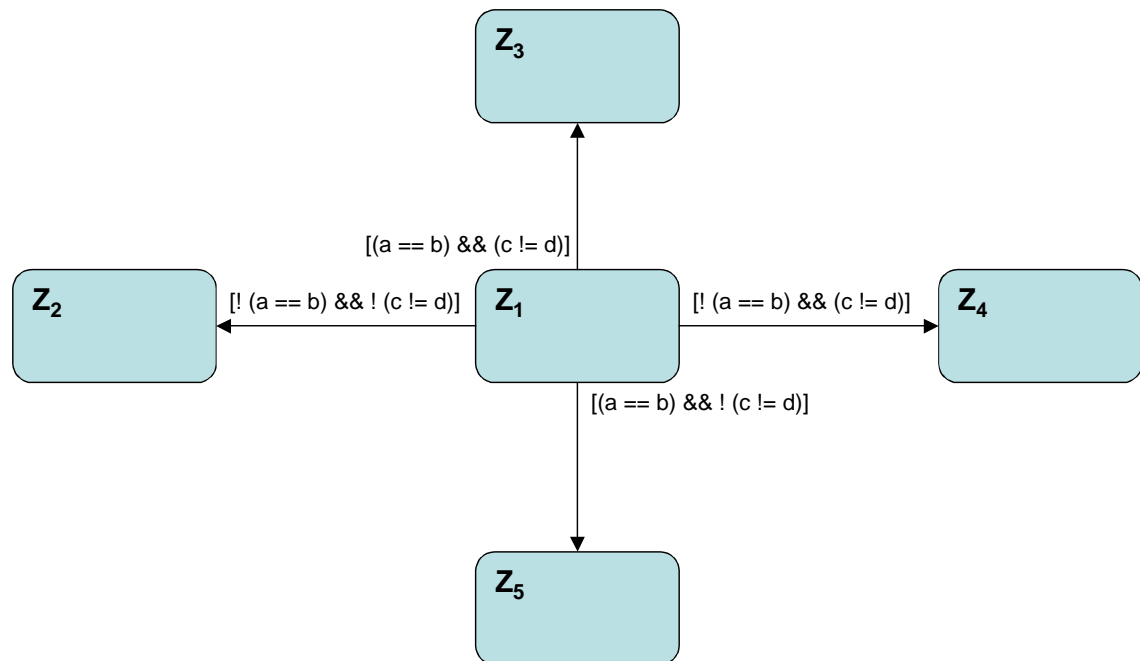 Z3
[(a == b) && (c != d)]
Z2
[! (a == b) && ! (c != d)]
Z1
[! (a == b) && (c != d)]
Z4
[(a == b) && ! (c != d)]
Z5